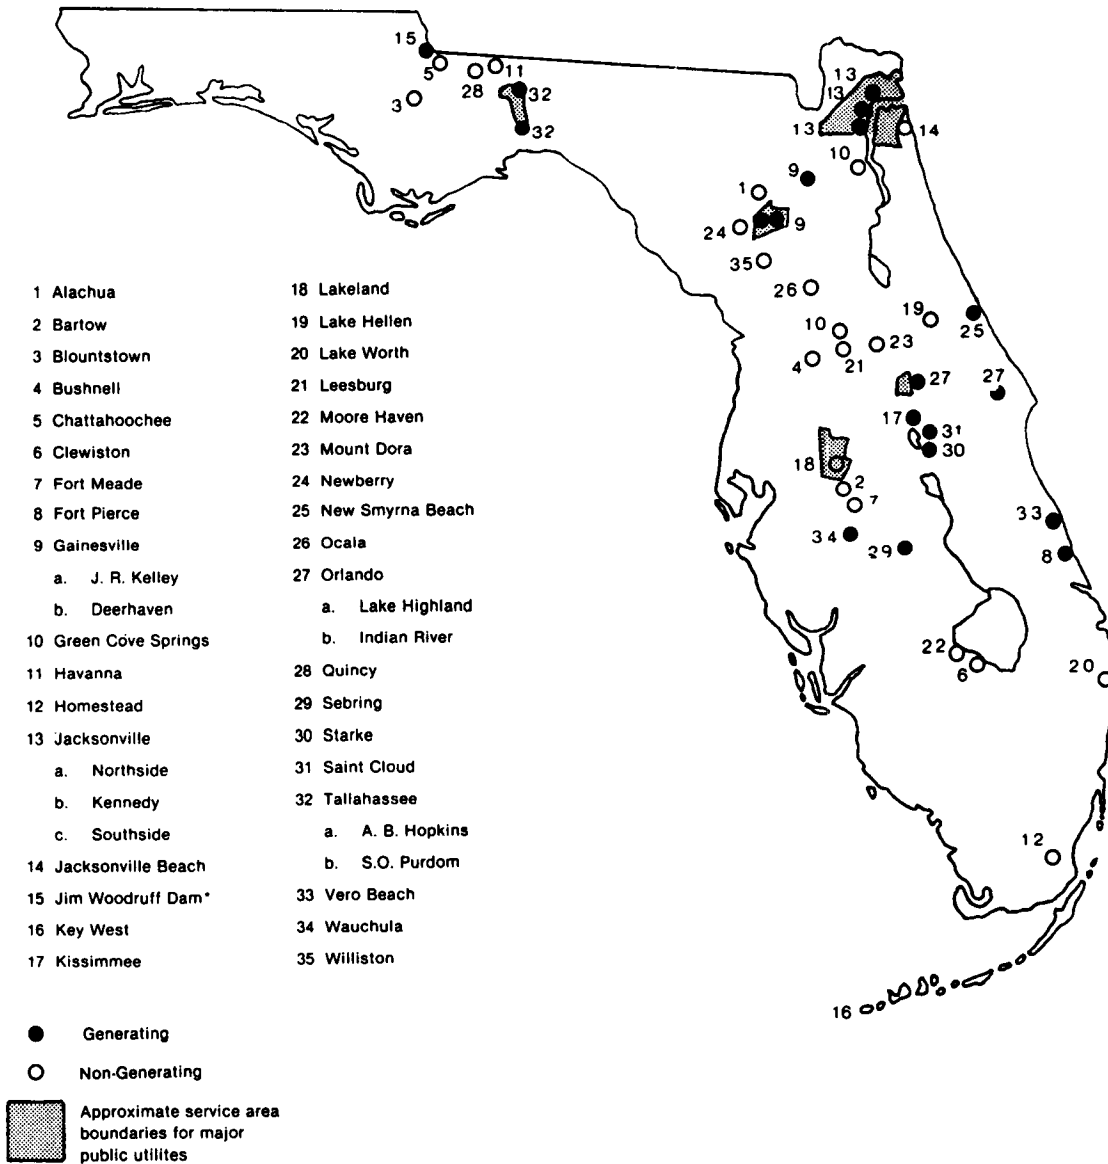 15
5
28
11
3
32
32
13
13
13
14
10
9
1
24
9
35
26
19
25
10
21
23
4
27
27
17
31
30
18
2
7
34
29
33
8
22
6
20
12
16
1 Alachua
2 Bartow
3 Blountstown
4 Bushnell
5 Chattahoochee
6 Clewiston
7 Fort Meade
8 Fort Pierce
9 Gainesville
a. J. R. Kelley
b. Deerhaven
10 Green Cove Springs
11 Havanna
12 Homestead
13 Jacksonville
a. Northside
b. Kennedy
c. Southside
14 Jacksonville Beach
15 Jim Woodruff Dam*
16 Key West
17 Kissimmee
18 Lakeland
19 Lake Hellen
20 Lake Worth
21 Leesburg
22 Moore Haven
23 Mount Dora
24 Newberry
25 New Smyrna Beach
26 Ocala
27 Orlando
a. Lake Highland
b. Indian River
28 Quincy
29 Sebring
30 Starke
31 Saint Cloud
32 Tallahassee
a. A. B. Hopkins
b. S.O. Purdom
33 Vero Beach
34 Wauchula
35 Williston
Generating
Non-Generating
Approximate service area
boundaries for major
public utilites